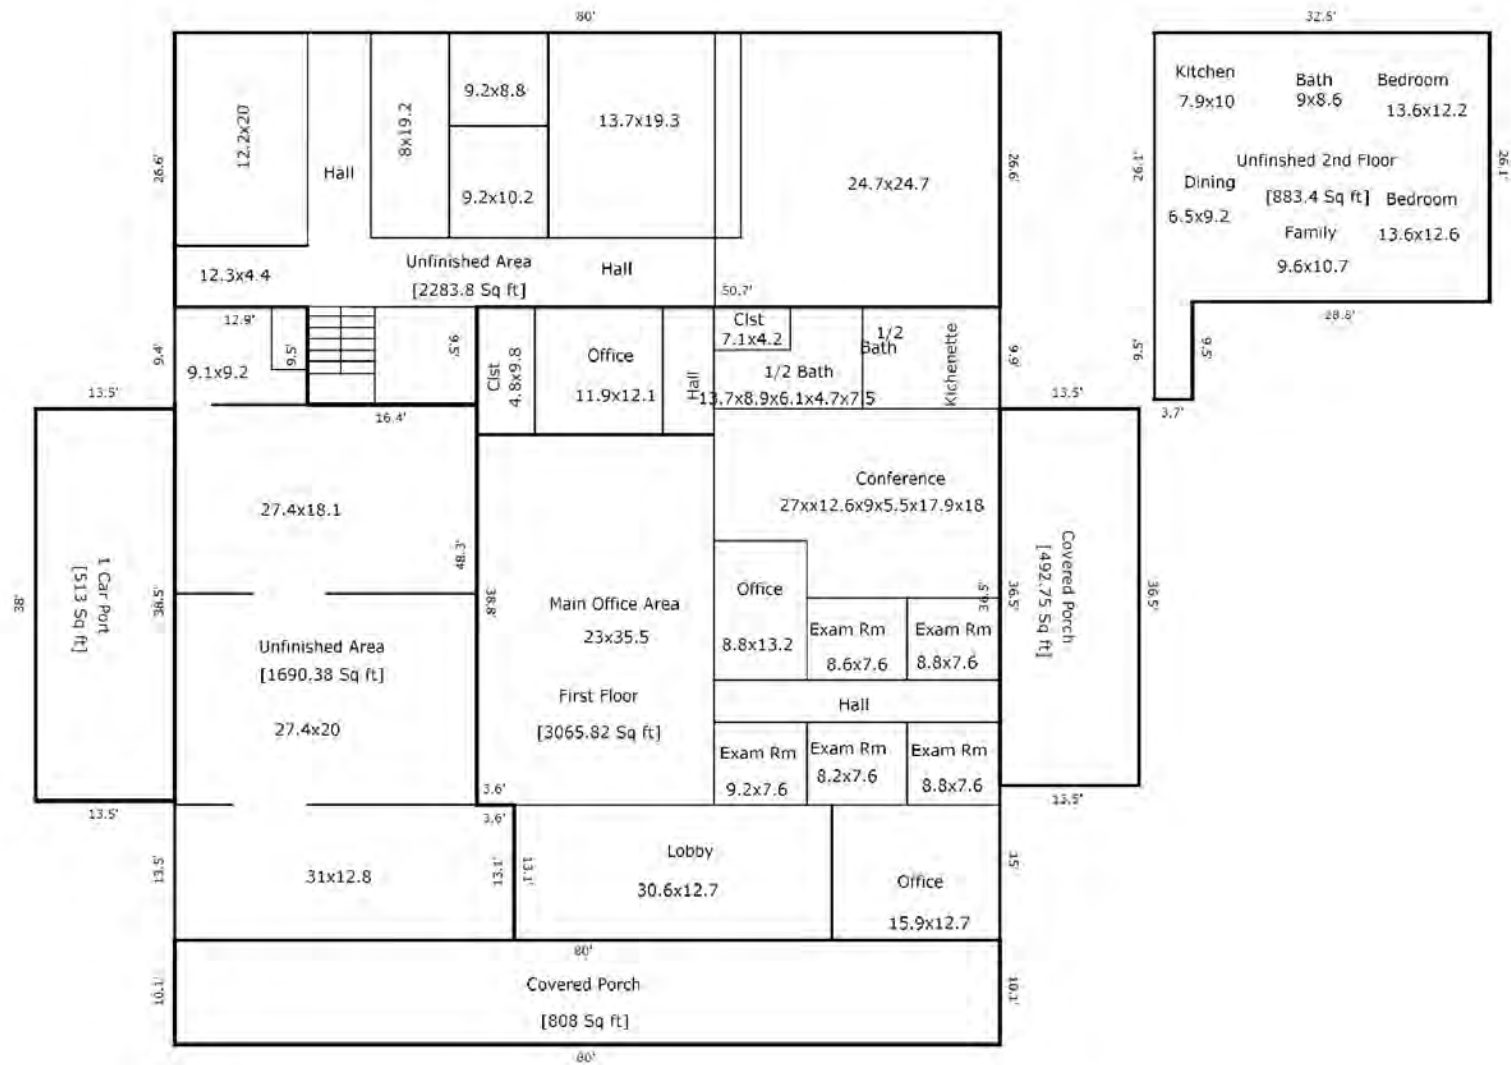 80'
32.6'
12.2x20
Hall
8x19.2
9.2x8.8
9.2x10.2
13.7x19.3
24.7x24.7
26.6'
26.6'
12.3x4.4
Unfinished Area
[2283.8 Sq ft]
Hall
50.7'
Kitchen
7.9x10
Bath
9x8.6
Bedroom
13.6x12.2
26.1'
26.1'
Unfinshed 2nd Floor
[883.4 Sq ft]
Dining
6.5x9.2
Bedroom
13.6x12.6
Family
9.6x10.7
28.8'
9.5'
9.5'
3.7'
12.9'
9.5'
9.5'
9.4'
9.1x9.2
16.4'
Clst
4.8x9.8
Office
11.9x12.1
Hall
Clst
7.1x4.2
1/2
Bath
1/2 Bath
13.7x8.9x6.1x4.7x7.5
Kichenette
9.9'
13.5'
13.5'
27.4x18.1
48.3'
Conference
27xx12.6x9x5.5x17.9x18
1 Car Port
[513 Sq ft]
38'
38.5'
Unfinished Area
[1690.38 Sq ft]
27.4x20
38.8'
Main Office Area
23x35.5
First Floor
[3065.82 Sq ft]
Office
8.8x13.2
Exam Rm
8.6x7.6
Exam Rm
8.8x7.6
39.5'
36.5'
Covered Porch
[492.75 Sq ft]
36.5'
Hall
Exam Rm
9.2x7.6
Exam Rm
8.2x7.6
Exam Rm
8.8x7.6
13.5'
13.5'
3.6'
3.6'
13.5'
31x12.8
13.1'
13.1'
Lobby
30.6x12.7
Office
15.9x12.7
15'
80'
10.1'
Covered Porch
[808 Sq ft]
10.1'
80'